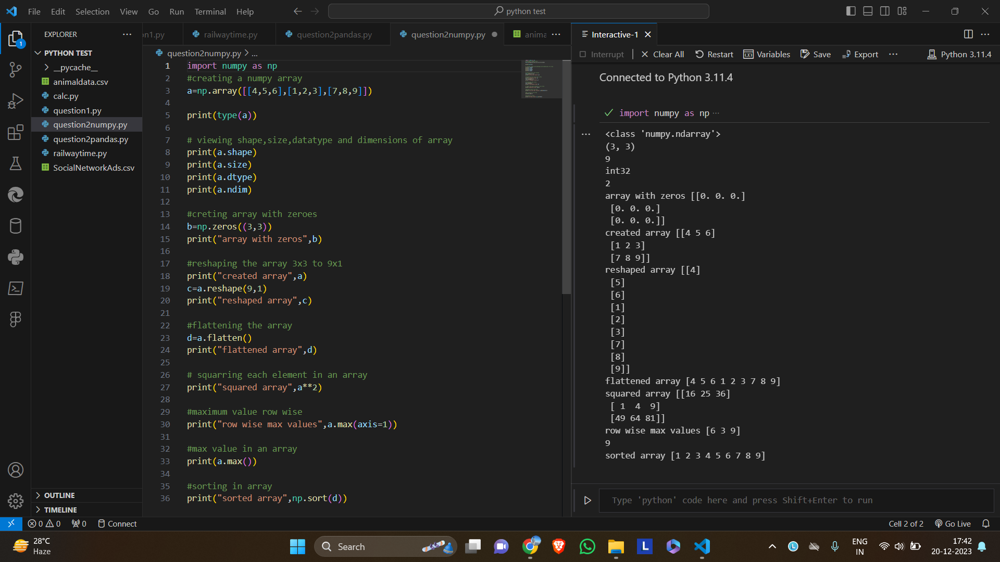 File Edit Selection View Go Run Terminal Help
python test
EXPLORER
PYTHON TEST
__pycache__
animaldata.csv
calc.py
question1.py
question2numpy.py
question2pandas.py
railwaytime.py
SocialNetworkAds.csv
OUTLINE
TIMELINE
n1.py railwaytime.py question2pandas.py question2numpy.py anima
question2numpy.py > ...
1 import numpy as np
2 #creating a numpy array
3 a=np.array([[4,5,6],[1,2,3],[7,8,9]])
4
5 print(type(a))
6
7 # viewing shape,size,datatype and dimensions of array
8 print(a.shape)
9 print(a.size)
10 print(a.dtype)
11 print(a.ndim)
12
13 #creting array with zeroes
14 b=np.zeros((3,3))
15 print("array with zeros",b)
16
17 #reshaping the array 3x3 to 9x1
18 print("created array",a)
19 c=a.reshape(9,1)
20 print("reshaped array",c)
21
22 #flattening the array
23 d=a.flatten()
24 print("flattened array",d)
25
26 # squarring each element in an array
27 print("squared array",a**2)
28
29 #maximum value row wise
30 print("row wise max values",a.max(axis=1))
31
32 #max value in an array
33 print(a.max())
34
35 #sorting in array
36 print("sorted array",np.sort(d))
Interactive-1
Interrupt | Clear All Restart Variables Save Export ... Python 3.11.4
Connected to Python 3.11.4
import numpy as np ...
<class 'numpy.ndarray'>
(3, 3)
9
int32
2
array with zeros [[0. 0. 0.]
[0. 0. 0.]
[0. 0. 0.]]
created array [[4 5 6]
[1 2 3]
[7 8 9]]
reshaped array [[4]
[5]
[6]
[1]
[2]
[3]
[7]
[8]
[9]]
flattened array [4 5 6 1 2 3 7 8 9]
squared array [[16 25 36]
[ 1  4  9]
[49 64 81]]
row wise max values [6 3 9]
9
sorted array [1 2 3 4 5 6 7 8 9]
Type 'python' code here and press Shift+Enter to run
1
0 0 0 Connect
Cell 2 of 2 Go Live
28°C
Haze
Search
L
ENG
IN
17:42
20-12-2023